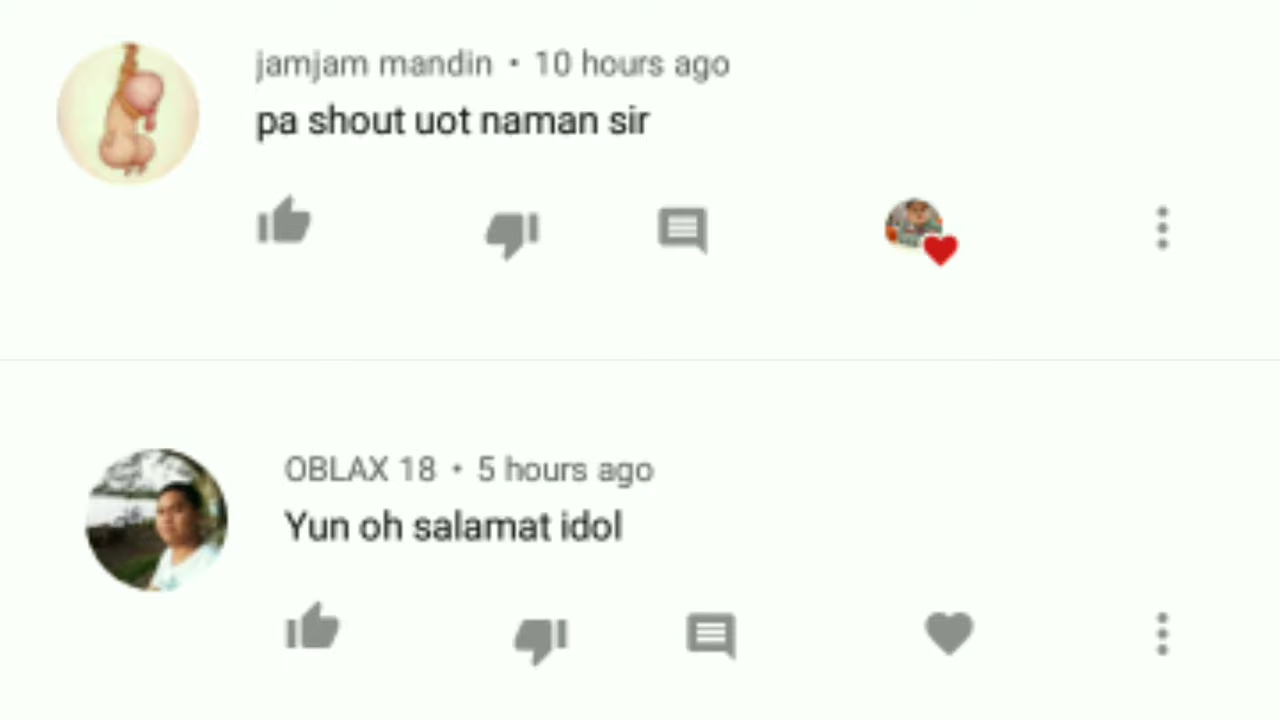 jamjam mandin • 10 hours ago
pa shout uot naman sir
OBLAX 18 • 5 hours ago
Yun oh salamat idol